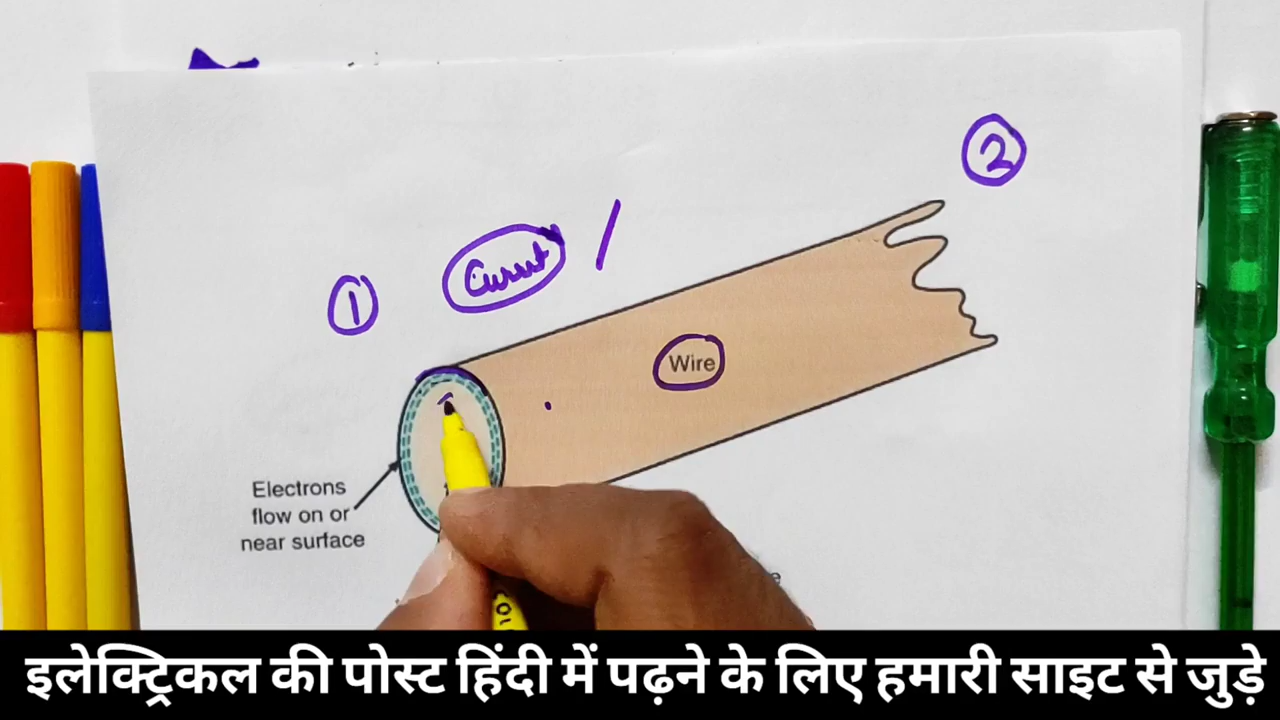 2
Current
1
Wire
Electrons
flow on or
near surface
इलेक्ट्रिकल की पोस्ट हिंदी में पढ़ने के लिए हमारी साइट से जुड़े